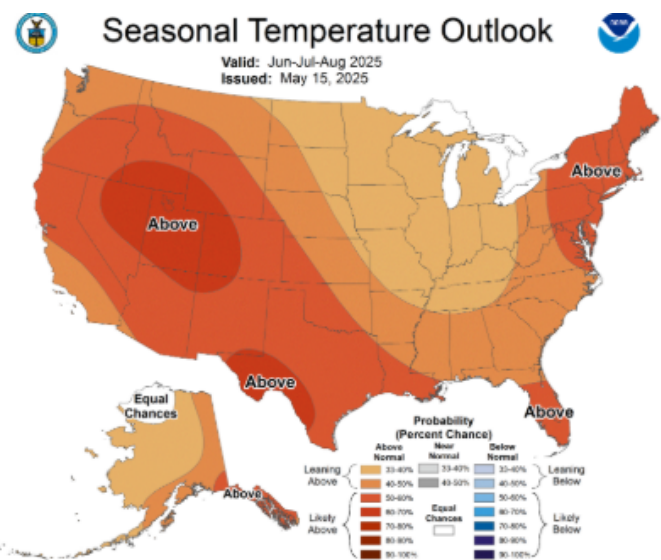 Seasonal Temperature Outlook
Valid: Jun-Jul-Aug 2025
Issued: May 15, 2025
Above
Above
Above
Above
Equal
Chances
Above
Probability
(Percent Chance)
Above
Normal
Near
Normal
Below
Normal
Leaning
Above
33-40%
40-50%
33-40%
40-50%
33-40%
40-50%
Leaning
Below
Likely
Above
50-60%
60-70%
70-80%
80-90%
90-100%
Equal
Chances
50-60%
60-70%
70-80%
80-90%
90-100%
Likely
Below